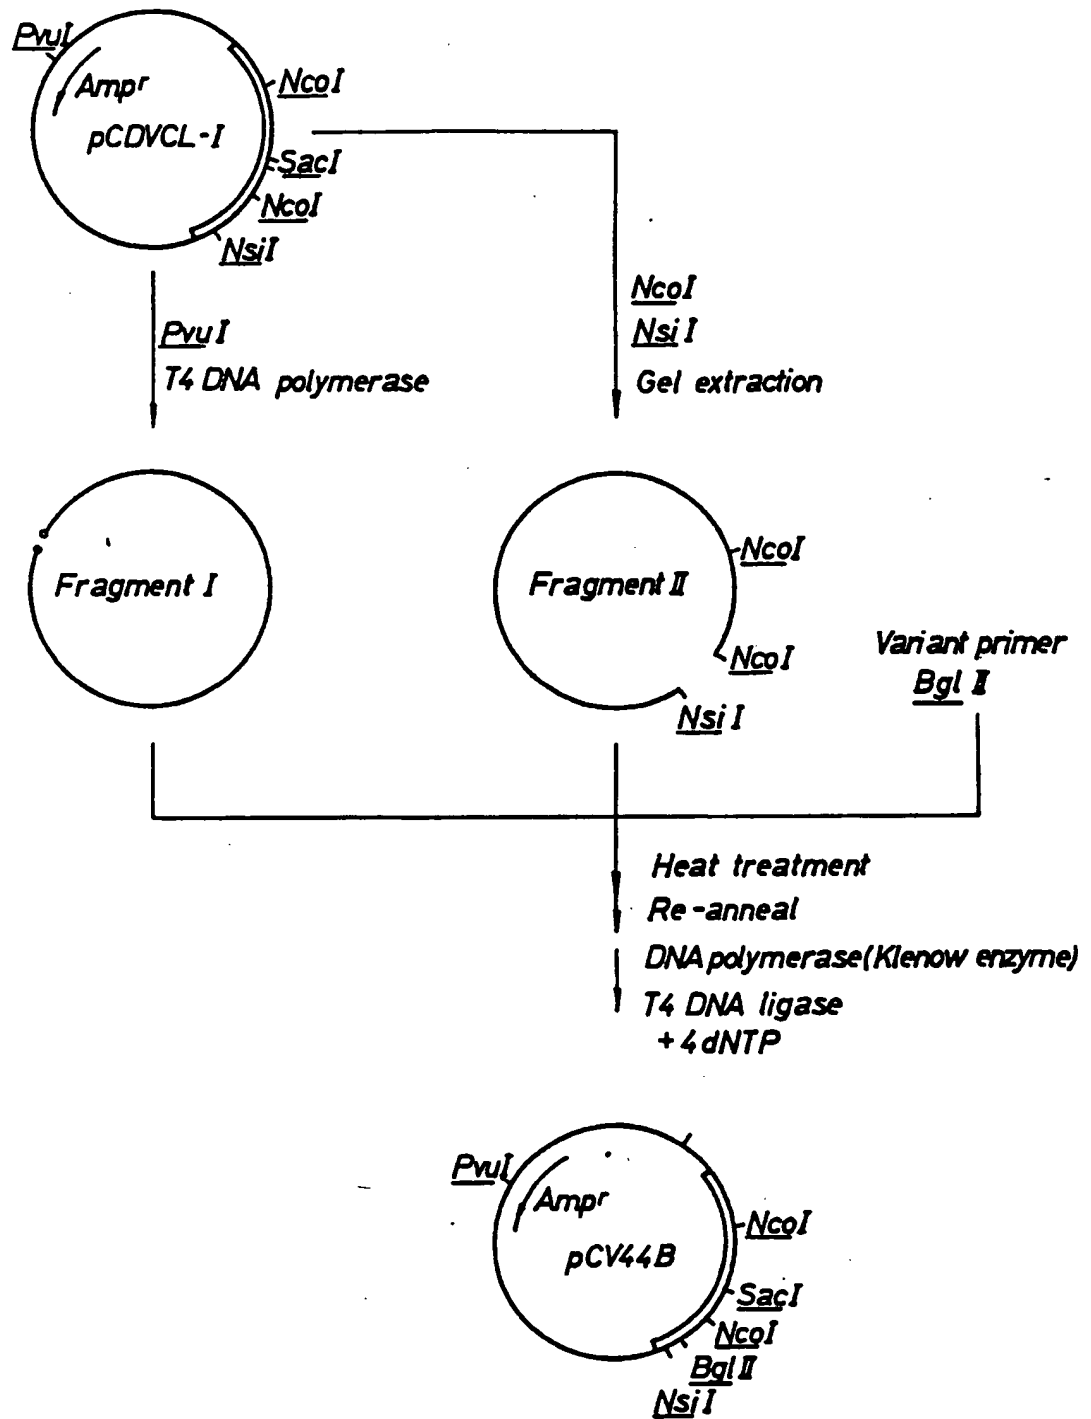 PvuI
Ampr
pCDVCL-I
NcoI
SacI
NcoI
NsiI
PvuI
T4 DNA polymerase
NcoI
NsiI
Gel extraction
Fragment I
Fragment II
NcoI
NcoI
NsiI
Variant primer
Bgl II
Heat treatment
Re-anneal
DNA polymerase (Klenow enzyme)
T4 DNA ligase
+ 4 dNTP
PvuI
Ampr
pCV44B
NcoI
SacI
NcoI
Bgl II
NsiI